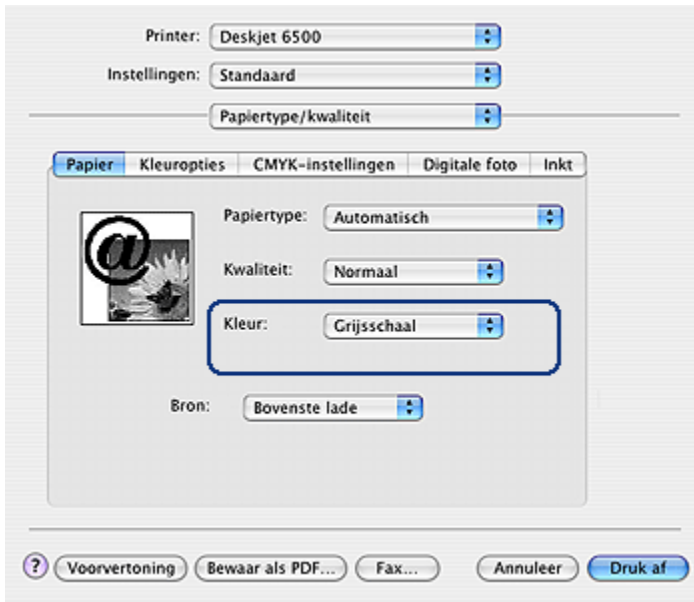 Printer: Deskjet 6500
Instellingen: Standaard
Papiertype/kwaliteit
Papier Kleuropties CMYK-instellingen Digitale foto Inkt
@
Papiertype: Automatisch
Kwaliteit: Normaal
Kleur: Grijsschaal
Bron: Bovenste lade
? Voorvertoning Bewaar als PDF... Fax... Annuleer Druk af